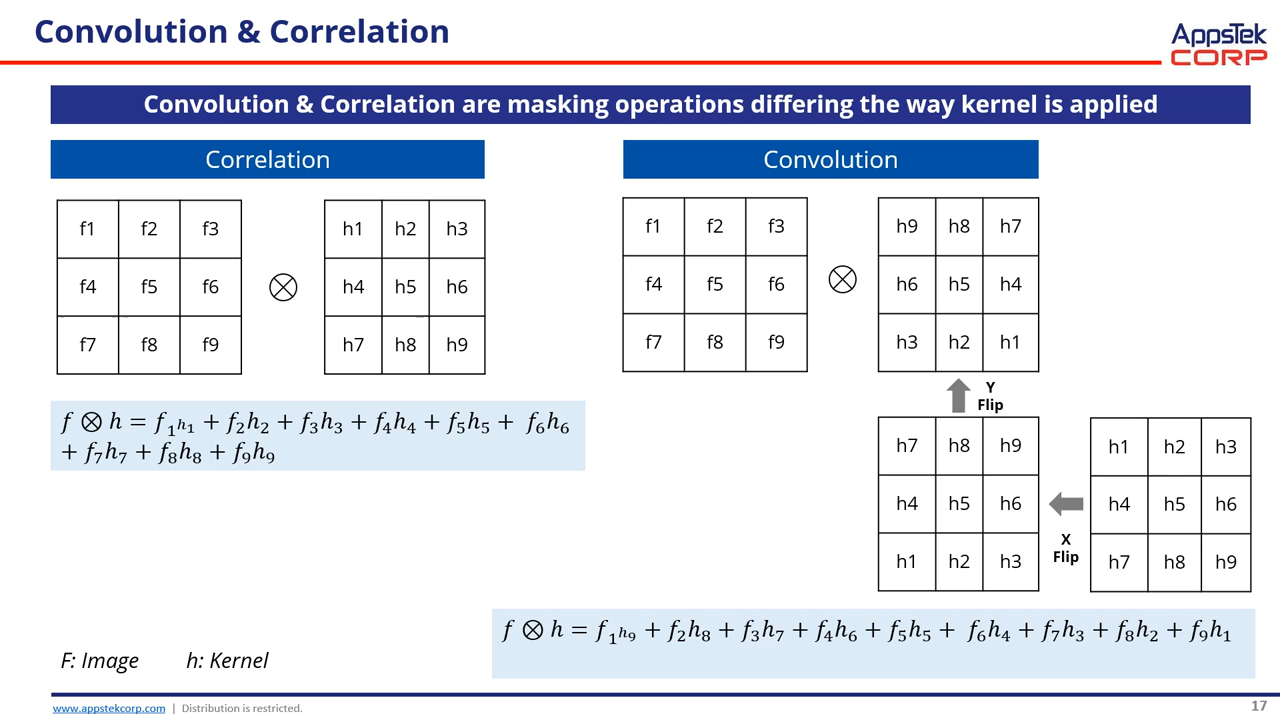 Convolution & Correlation
AppsTek
CORP
Convolution & Correlation are masking operations differing the way kernel is applied
Correlation
f1 f2 f3
f4 f5 f6
f7 f8 f9
⊗
h1 h2 h3
h4 h5 h6
h7 h8 h9
f ⊗ h = f₁h₁ + f₂h₂ + f₃h₃ + f₄h₄ + f₅h₅ + f₆h₆
+ f₇h₇ + f₈h₈ + f₉h₉
Convolution
f1 f2 f3
f4 f5 f6
f7 f8 f9
⊗
h9 h8 h7
h6 h5 h4
h3 h2 h1
Y
Flip
h7 h8 h9
h4 h5 h6
h1 h2 h3
X
Flip
h1 h2 h3
h4 h5 h6
h7 h8 h9
f ⊗ h = f₁h₉ + f₂h₈ + f₃h₇ + f₄h₆ + f₅h₅ + f₆h₄ + f₇h₃ + f₈h₂ + f₉h₁
F: Image h: Kernel
www.appstekcorp.com | Distribution is restricted.
17